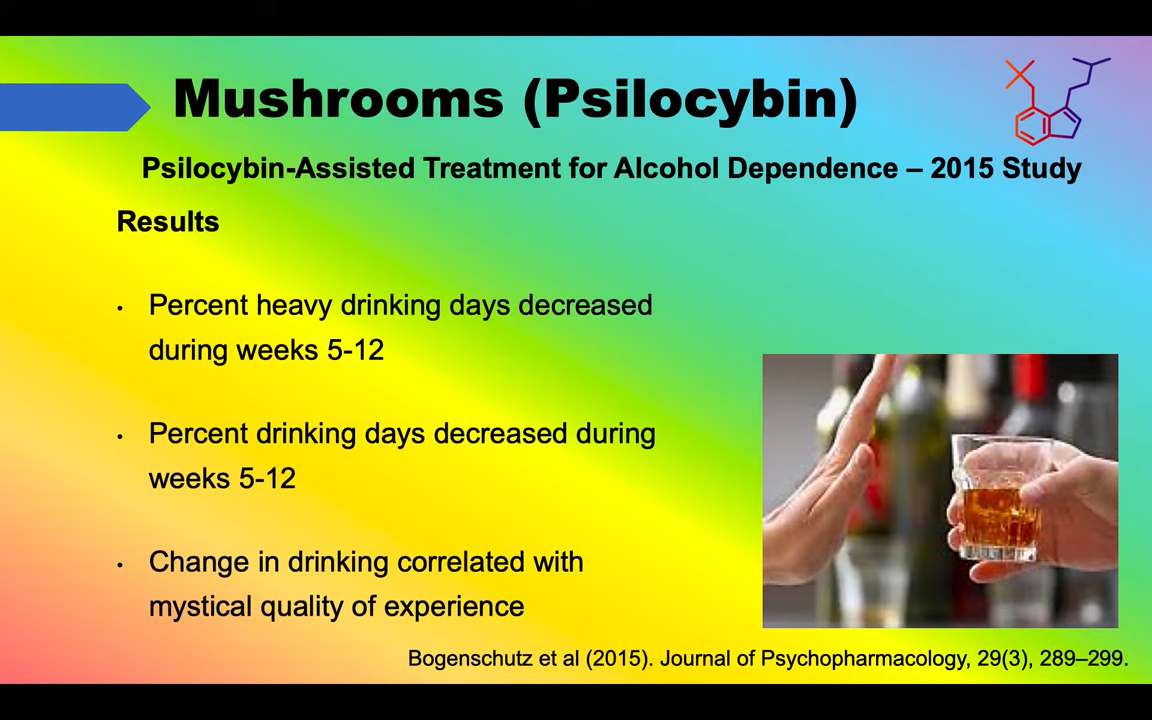 Mushrooms (Psilocybin)
Psilocybin-Assisted Treatment for Alcohol Dependence – 2015 Study
Results
• Percent heavy drinking days decreased
during weeks 5-12
• Percent drinking days decreased during
weeks 5-12
• Change in drinking correlated with
mystical quality of experience
Bogenschutz et al (2015). Journal of Psychopharmacology, 29(3), 289–299.